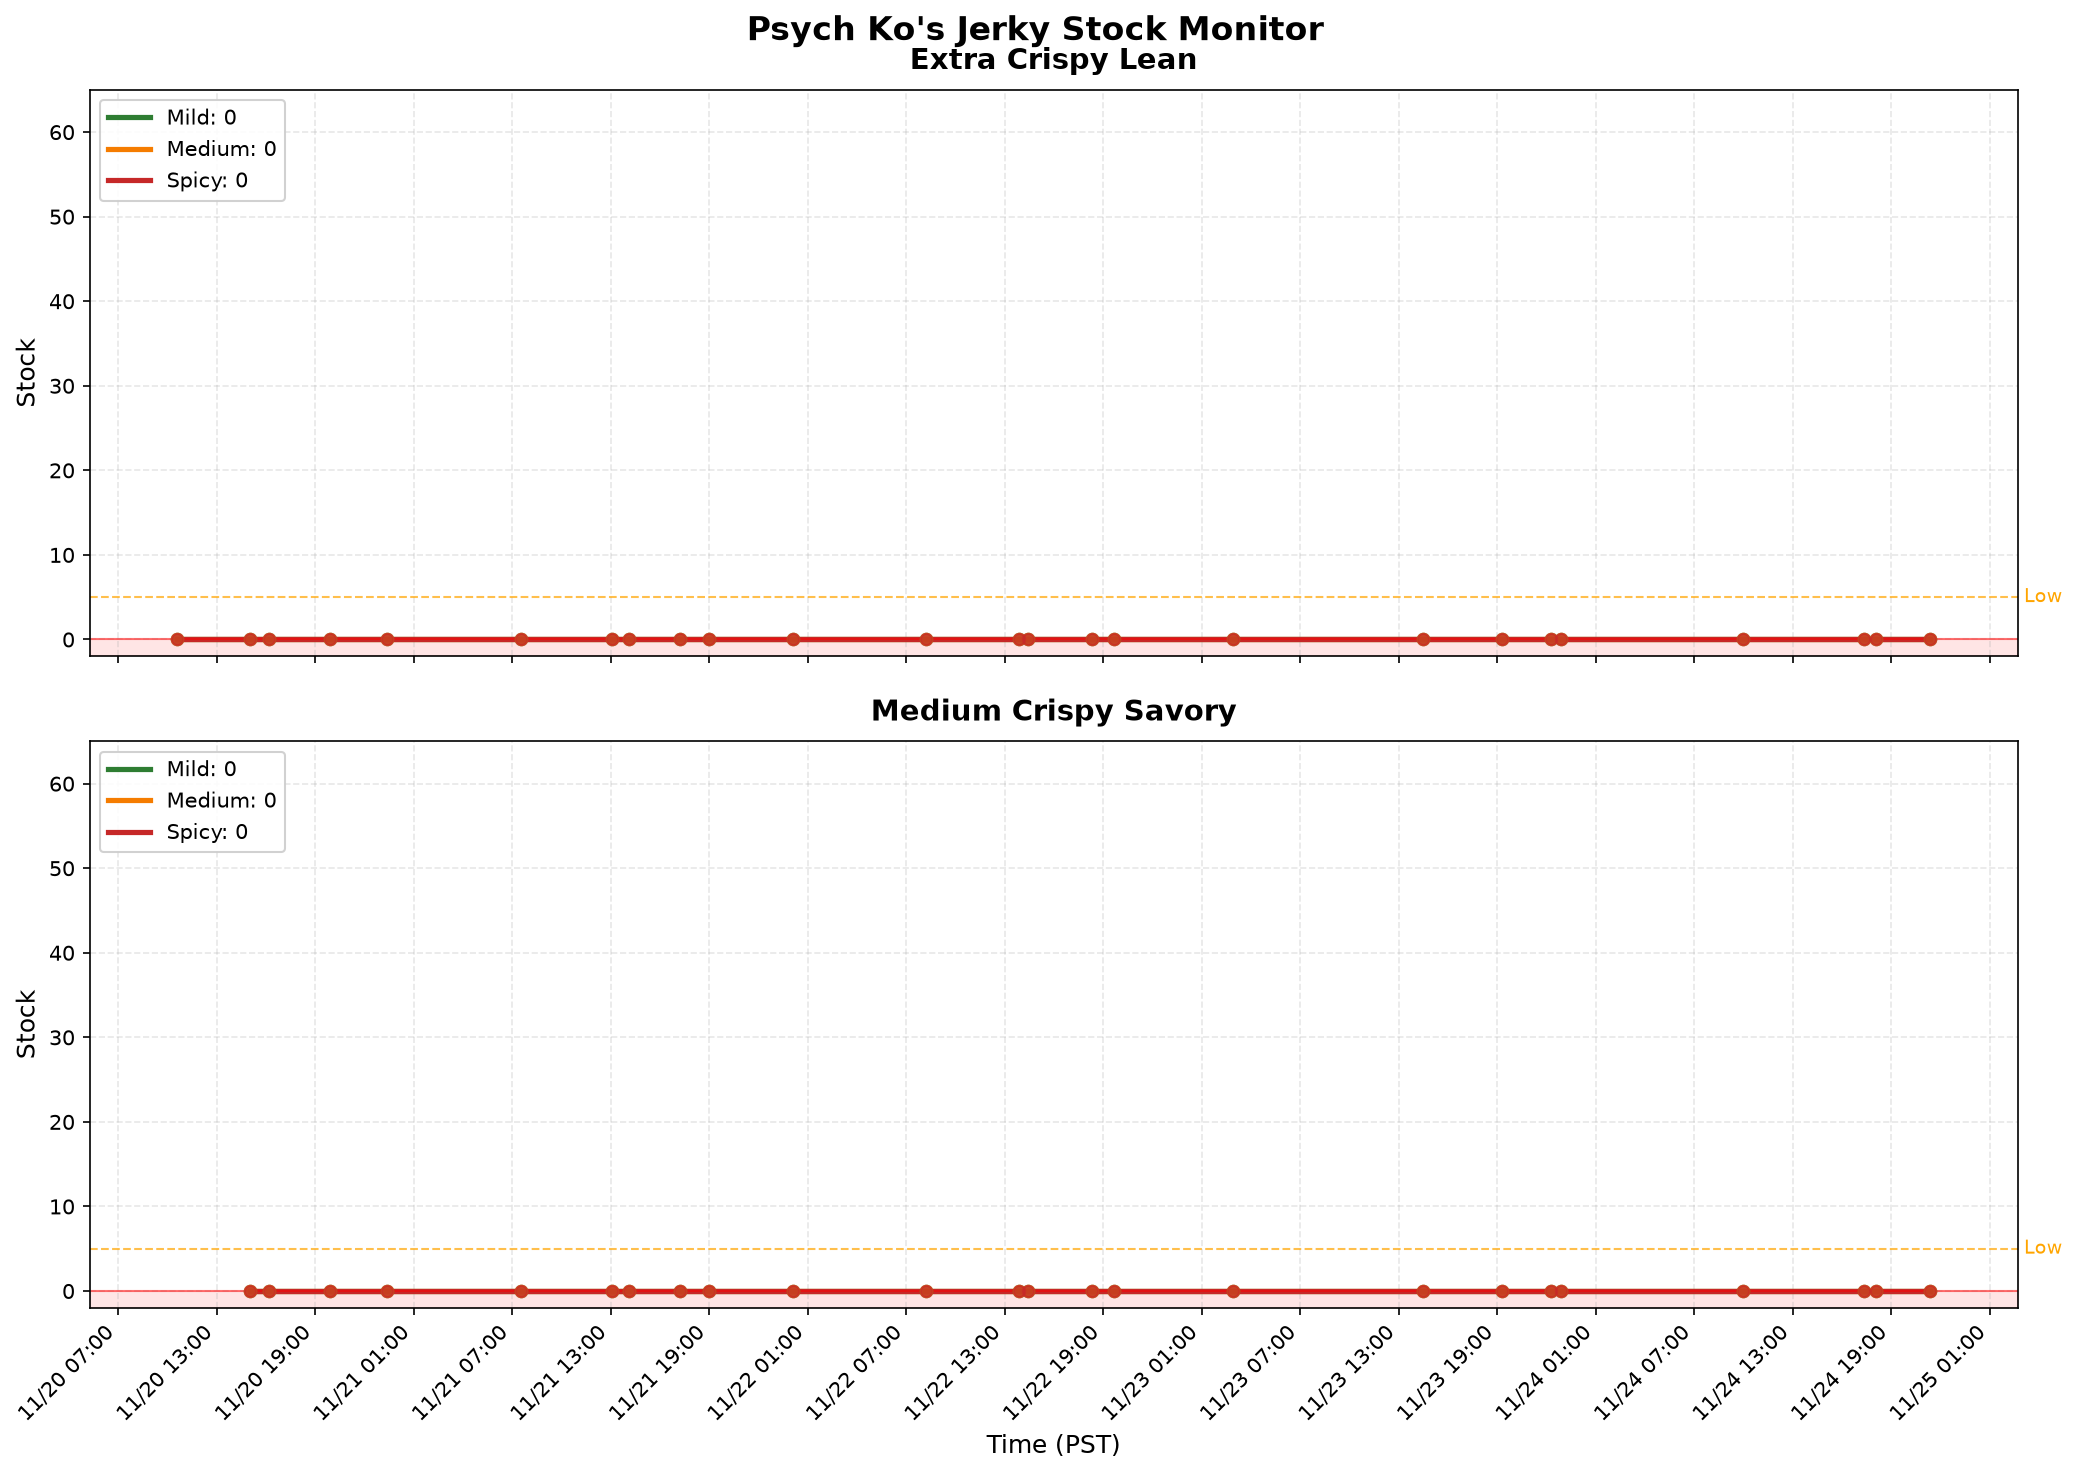 Psych Ko's Jerky Stock Monitor
Extra Crispy Lean
Mild: 0
Medium: 0
Spicy: 0
60
50
40
30
20
10
0
Stock
Low
Medium Crispy Savory
Mild: 0
Medium: 0
Spicy: 0
60
50
40
30
20
10
0
Stock
Low
11/20 07:00
11/20 13:00
11/20 19:00
11/21 01:00
11/21 07:00
11/21 13:00
11/21 19:00
11/22 01:00
11/22 07:00
11/22 13:00
11/22 19:00
11/23 01:00
11/23 07:00
11/23 13:00
11/23 19:00
11/24 01:00
11/24 07:00
11/24 13:00
11/24 19:00
11/25 01:00
Time (PST)